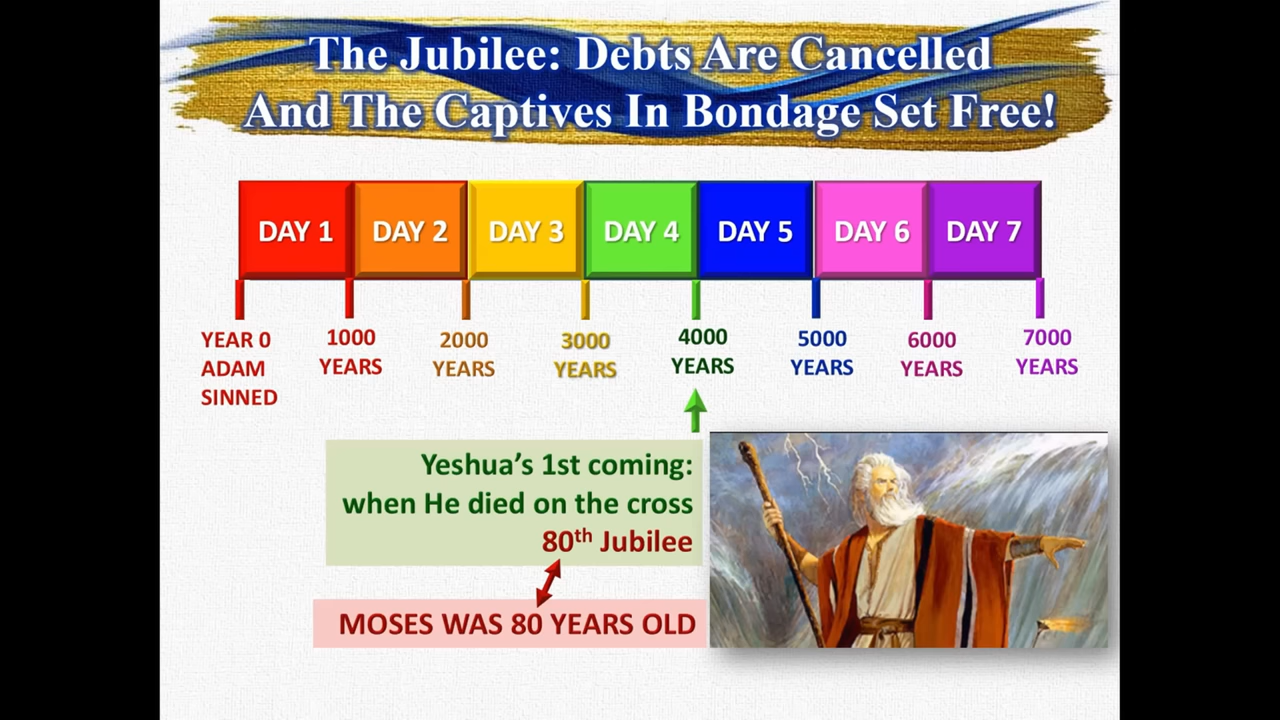 The Jubilee: Debts Are Cancelled
And The Captives In Bondage Set Free!
DAY 1 DAY 2 DAY 3 DAY 4 DAY 5 DAY 6 DAY 7
YEAR 0
ADAM
SINNED
1000
YEARS
2000
YEARS
3000
YEARS
4000
YEARS
5000
YEARS
6000
YEARS
7000
YEARS
Yeshua's 1st coming:
when He died on the cross
80th Jubilee
MOSES WAS 80 YEARS OLD